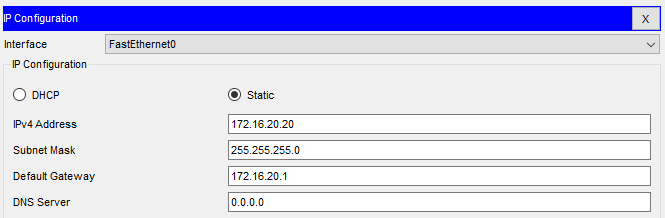 IP Configuration X
Interface FastEthernet0
IP Configuration
DHCP Static
IPv4 Address 172.16.20.20
Subnet Mask 255.255.255.0
Default Gateway 172.16.20.1
DNS Server 0.0.0.0